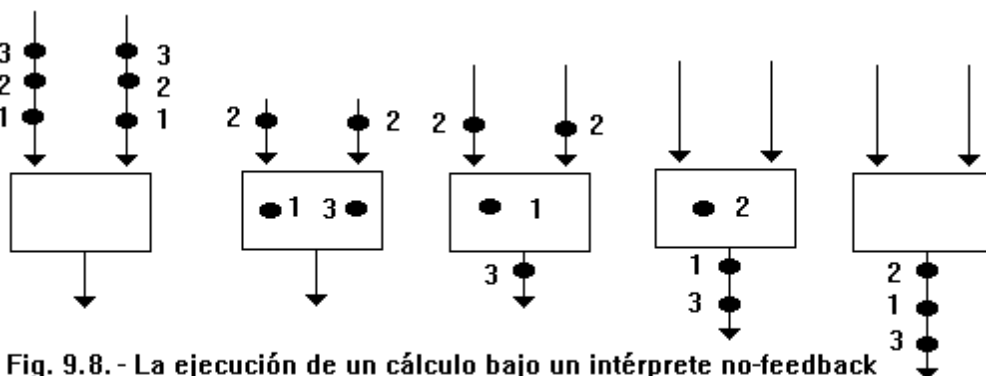 3 3
2 2
1 1
2 2 2 2
1 3 1 2
3 1 2
3 1
3
Fig. 9.8. - La ejecución de un cálculo bajo un intérprete no-feedback